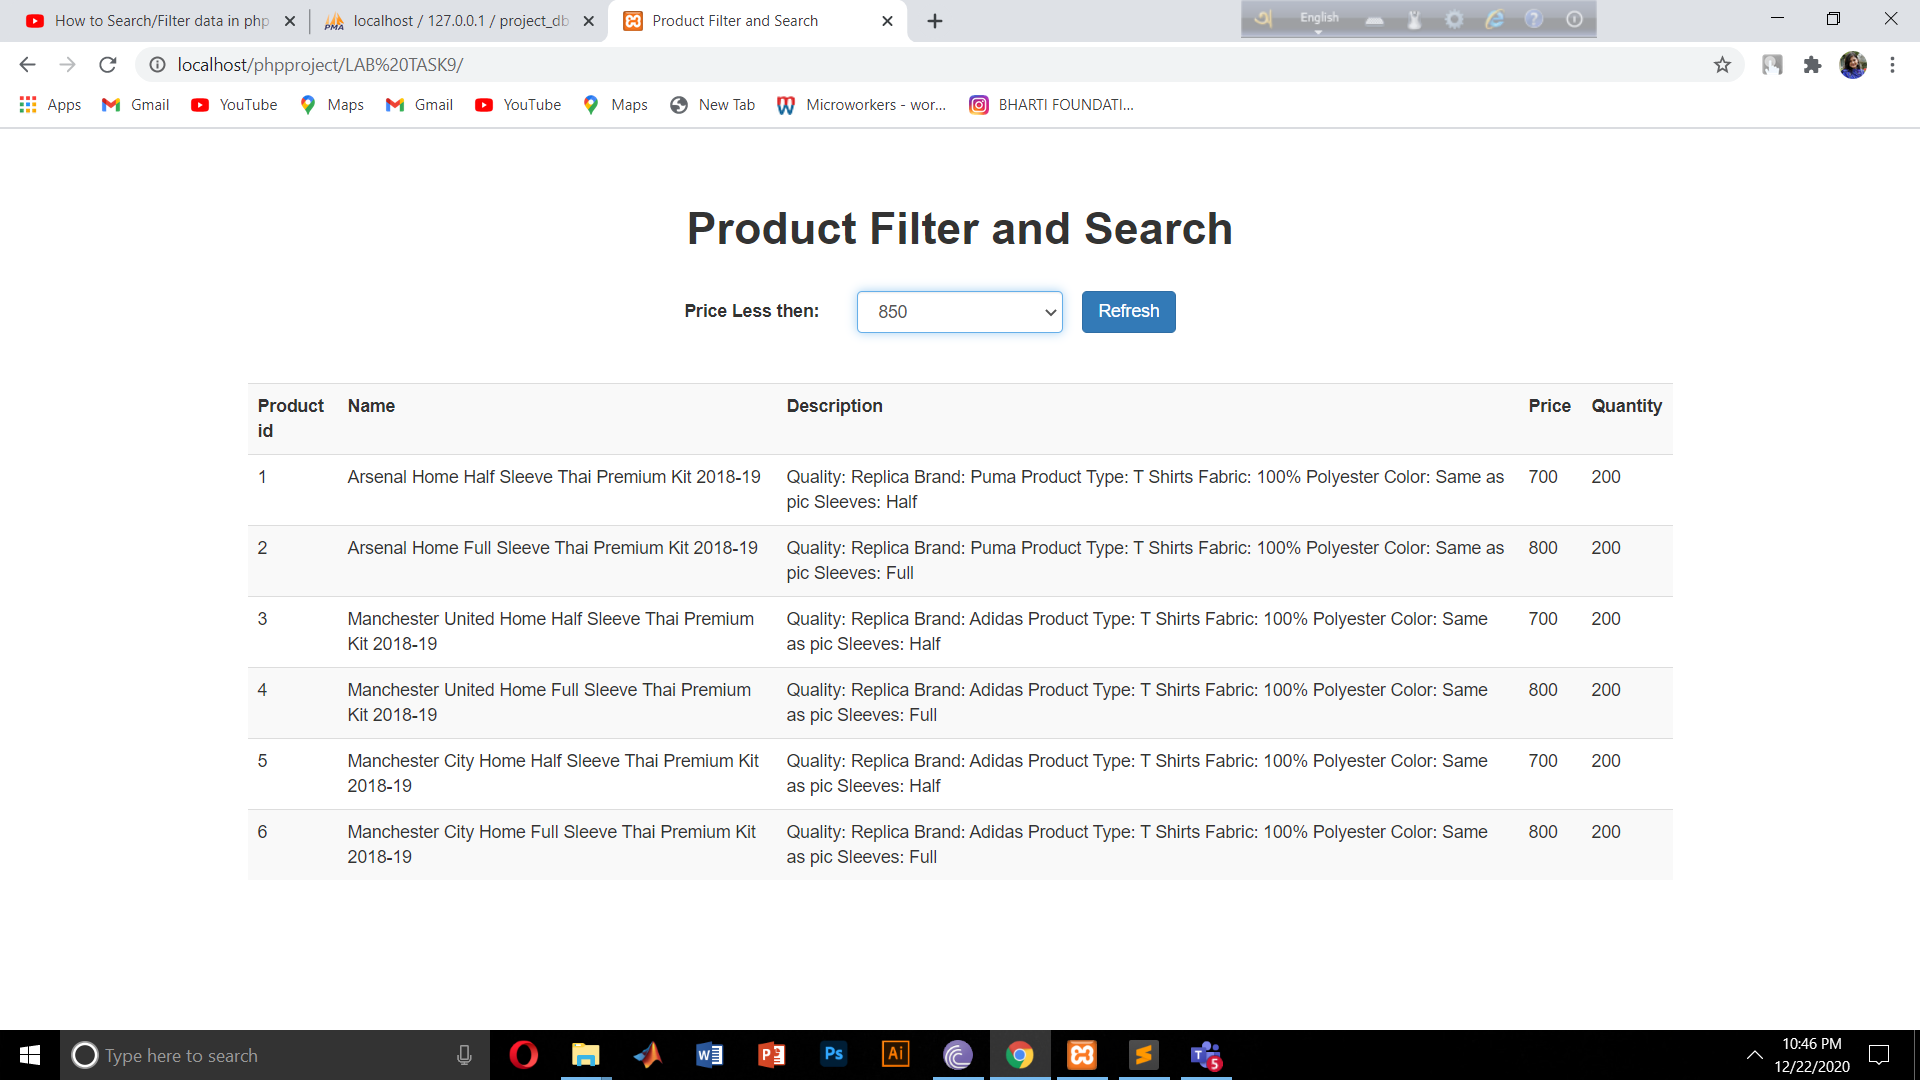 How to Search/Filter data in php
localhost / 127.0.0.1 / project_db
Product Filter and Search
English
localhost/phpproject/LAB%20TASK9/
Apps
Gmail
YouTube
Maps
Gmail
YouTube
Maps
New Tab
Microworkers - wor...
BHARTI FOUNDATI...
Product Filter and Search
Price Less then:
850
Refresh
Product id
Name
Description
Price
Quantity
1
Arsenal Home Half Sleeve Thai Premium Kit 2018-19
Quality: Replica Brand: Puma Product Type: T Shirts Fabric: 100% Polyester Color: Same as
pic Sleeves: Half
700
200
2
Arsenal Home Full Sleeve Thai Premium Kit 2018-19
Quality: Replica Brand: Puma Product Type: T Shirts Fabric: 100% Polyester Color: Same as
pic Sleeves: Full
800
200
3
Manchester United Home Half Sleeve Thai Premium
Kit 2018-19
Quality: Replica Brand: Adidas Product Type: T Shirts Fabric: 100% Polyester Color: Same
as pic Sleeves: Half
700
200
4
Manchester United Home Full Sleeve Thai Premium
Kit 2018-19
Quality: Replica Brand: Adidas Product Type: T Shirts Fabric: 100% Polyester Color: Same
as pic Sleeves: Full
800
200
5
Manchester City Home Half Sleeve Thai Premium Kit
2018-19
Quality: Replica Brand: Adidas Product Type: T Shirts Fabric: 100% Polyester Color: Same
as pic Sleeves: Half
700
200
6
Manchester City Home Full Sleeve Thai Premium Kit
2018-19
Quality: Replica Brand: Adidas Product Type: T Shirts Fabric: 100% Polyester Color: Same
as pic Sleeves: Full
800
200
Type here to search
Ps
Ai
5
10:46 PM
12/22/2020